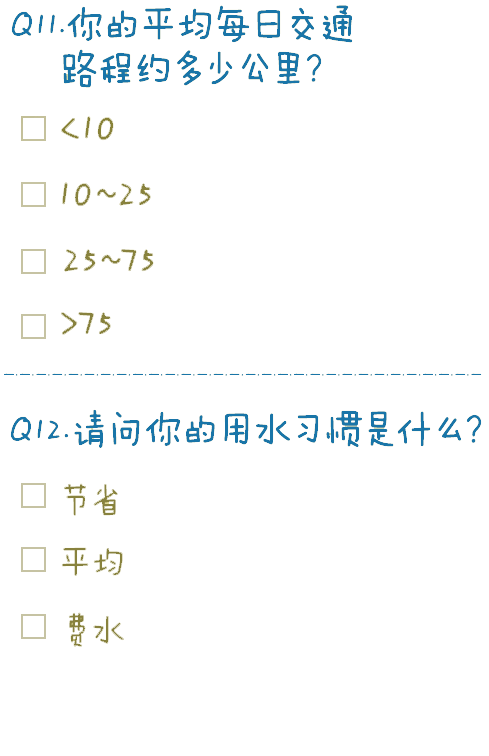 Q11.你的平均每日交通
路程约多少公里?
<10
10~25
25~75
>75
Q12.请问你的用水习惯是什么?
节省
平均
费水